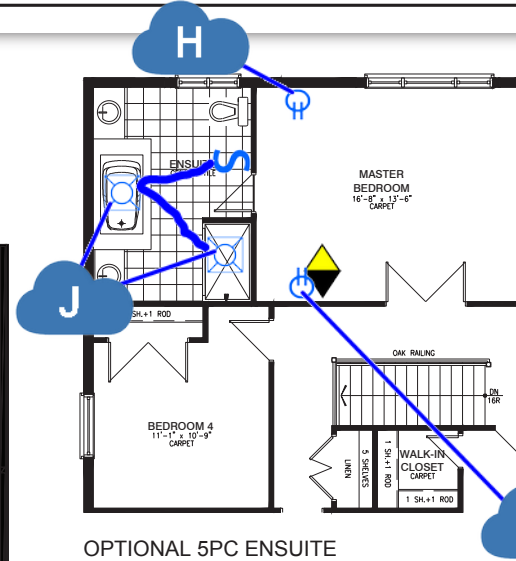 H
ENSUITE
TILE
S
MASTER
BEDROOM
16'-8" x 13'-6"
CARPET
J
SH.+1 ROD
OAK RAILING
DN
16R
BEDROOM 4
11'-1" x 10'-9"
CARPET
5 SHELVES
LINEN
1 SH.+1 ROD
WALK-IN
CLOSET
CARPET
1 SH.+1 ROD
OPTIONAL 5PC ENSUITE